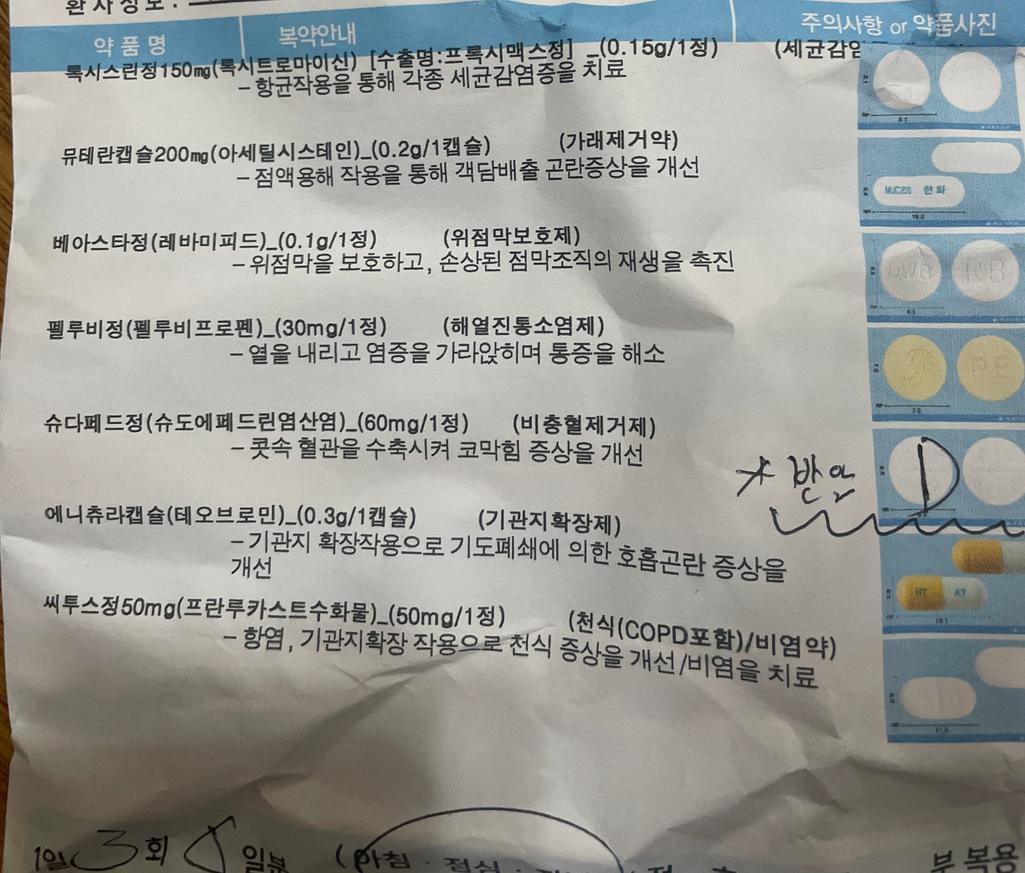 환자정보 :
약품명 복약안내 주의사항 or 약품사진
록시스린정150mg(록시트로마이신) [수출명:프록시맥스정] _(0.15g/1정) (세균감염
- 항균작용을 통해 각종 세균감염증을 치료
뮤테란캡슐200mg(아세틸시스테인)_(0.2g/1캡슐) (가래제거약)
- 점액용해 작용을 통해 객담배출 곤란증상을 개선
MUC200 한화
베아스타정(레바미피드)_(0.1g/1정) (위점막보호제)
- 위점막을 보호하고, 손상된 점막조직의 재생을 촉진
펠루비정(펠루비프로펜)_(30mg/1정) (해열진통소염제)
- 열을 내리고 염증을 가라앉히며 통증을 해소
슈다페드정(슈도에페드린염산염)_(60mg/1정) (비충혈제거제)
- 콧속 혈관을 수축시켜 코막힘 증상을 개선
* 반알 D
에니츄라캡슐(테오브로민)_(0.3g/1캡슐) (기관지확장제)
- 기관지 확장작용으로 기도폐쇄에 의한 호흡곤란 증상을
개선
HT AT
씨투스정50mg(프란루카스트수화물)_(50mg/1정) (천식(COPD포함)/비염약)
- 항염, 기관지확장 작용으로 천식 증상을 개선/비염을 치료
1일 3 회 5 일분 (아침 · 점심 ·
분 복용